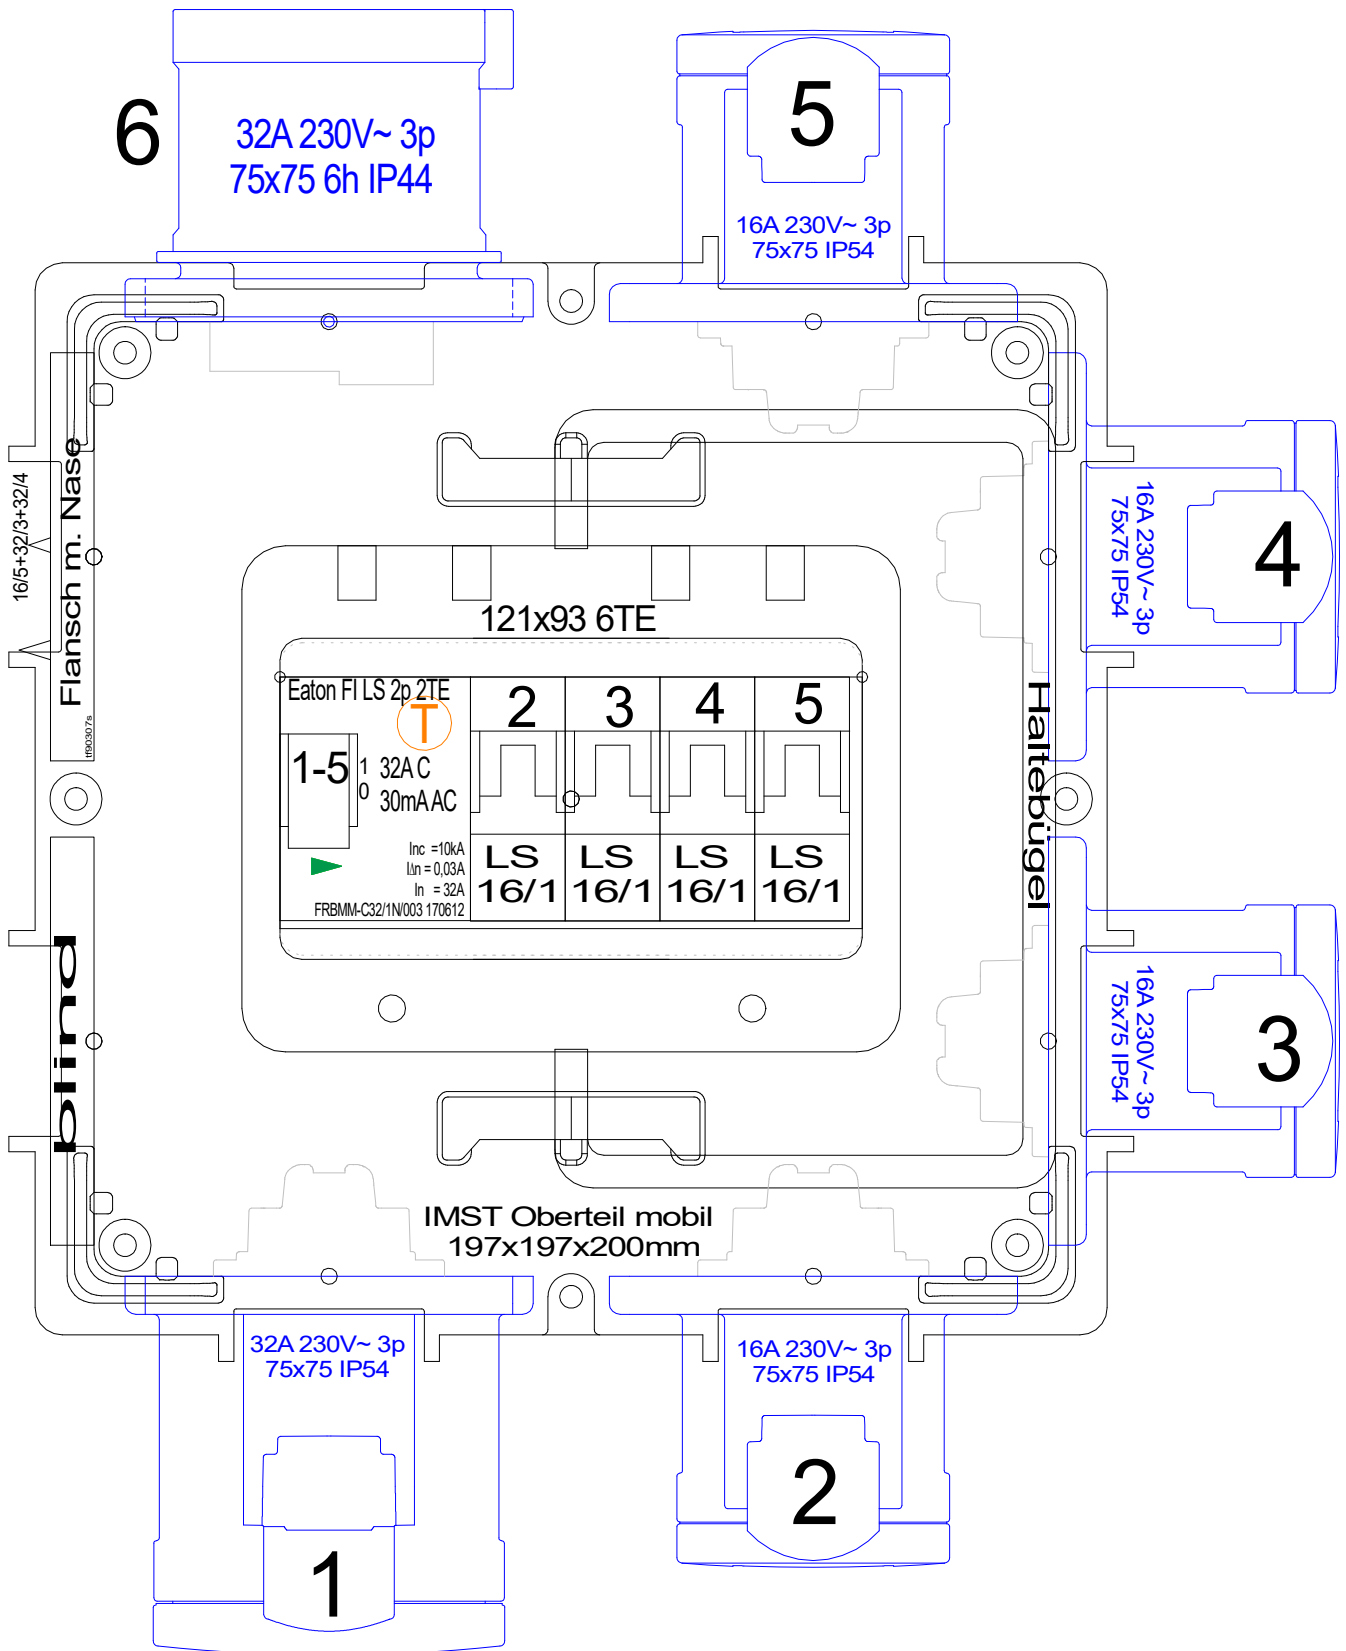 6
32A 230V~ 3p
75x75 6h IP44
5
16A 230V~ 3p
75x75 IP54
16/5+32/3+32/4
Flansch m. Nase
tf90307s
16A 230V~ 3p
75x75 IP54
4
121x93 6TE
Eaton FI LS 2p 2TE
T
1-5
1
0
32A C
30mA AC
Inc =10kA
IΔn = 0,03A
In = 32A
FRBMM-C32/1N/003 170612
2
3
4
5
LS
16/1
LS
16/1
LS
16/1
LS
16/1
Haltebügel
blind
16A 230V~ 3p
75x75 IP54
3
IMST Oberteil mobil
197x197x200mm
32A 230V~ 3p
75x75 IP54
1
16A 230V~ 3p
75x75 IP54
2